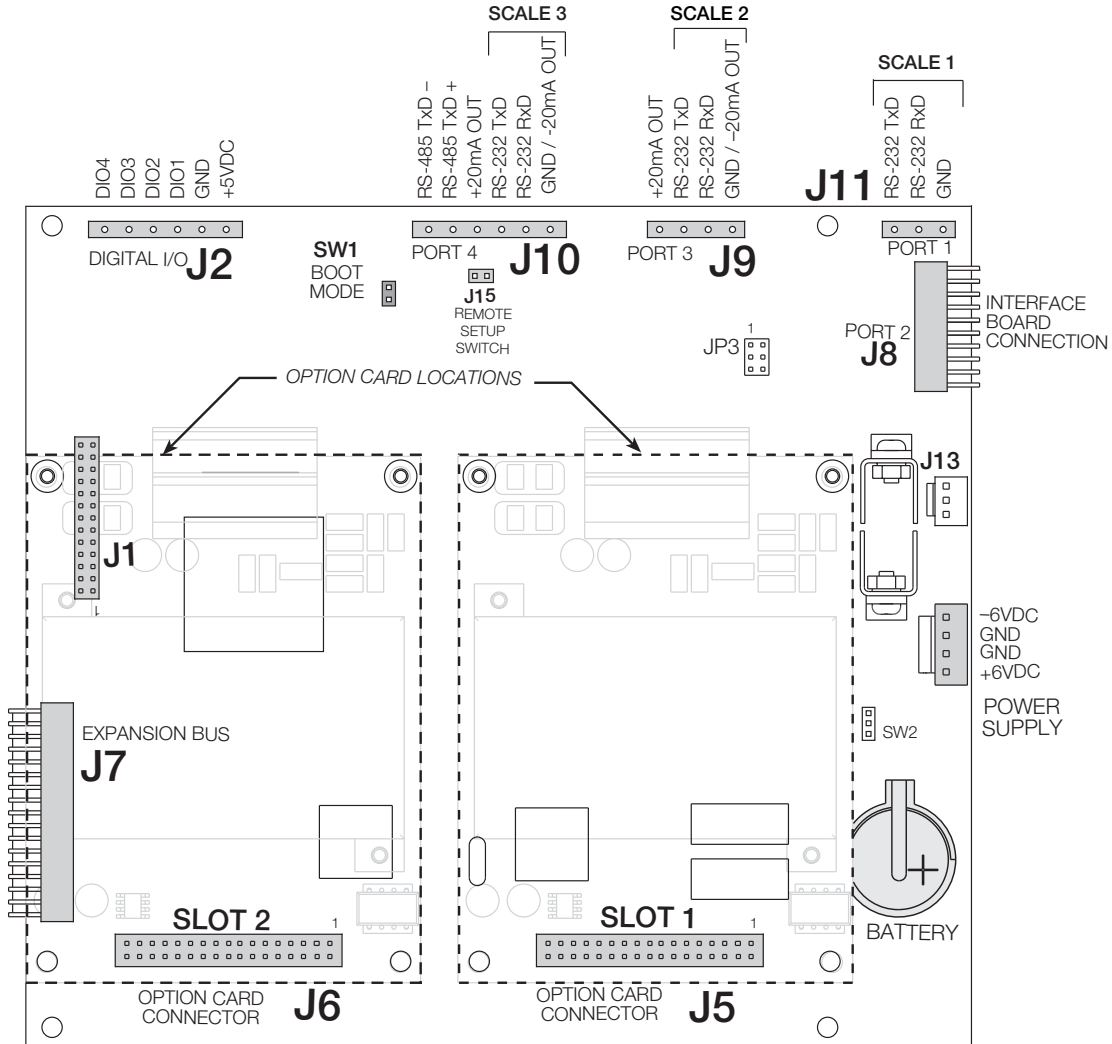 SCALE 3
SCALE 2
SCALE 1
DIO4
DIO3
DIO2
DIO1
GND
+5VDC
RS-485 TxD –
RS-485 TxD +
+20mA OUT
RS-232 TxD
RS-232 RxD
GND / -20mA OUT
+20mA OUT
RS-232 TxD
RS-232 RxD
GND / –20mA OUT
RS-232 TxD
RS-232 RxD
GND
J11
DIGITAL I/O
J2
SW1
BOOT
MODE
PORT 4
J10
J15
REMOTE
SETUP
SWITCH
PORT 3
J9
PORT 1
PORT 2
J8
INTERFACE
BOARD
CONNECTION
1
JP3
OPTION CARD LOCATIONS
J13
J1
1
–6VDC
GND
GND
+6VDC
POWER
SUPPLY
SW2
EXPANSION BUS
J7
BATTERY
SLOT 2
1
SLOT 1
1
OPTION CARD
CONNECTOR
J6
OPTION CARD
CONNECTOR
J5